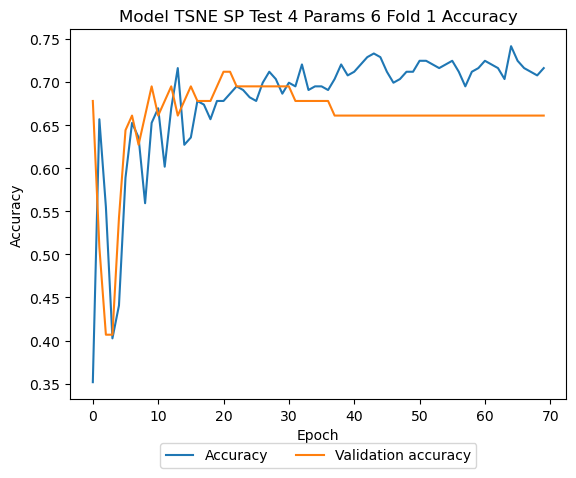 Model TSNE SP Test 4 Params 6 Fold 1 Accuracy
0.75
0.70
0.65
0.60
0.55
0.50
0.45
0.40
0.35
Accuracy
0 10 20 30 40 50 60 70
Epoch
Accuracy Validation accuracy